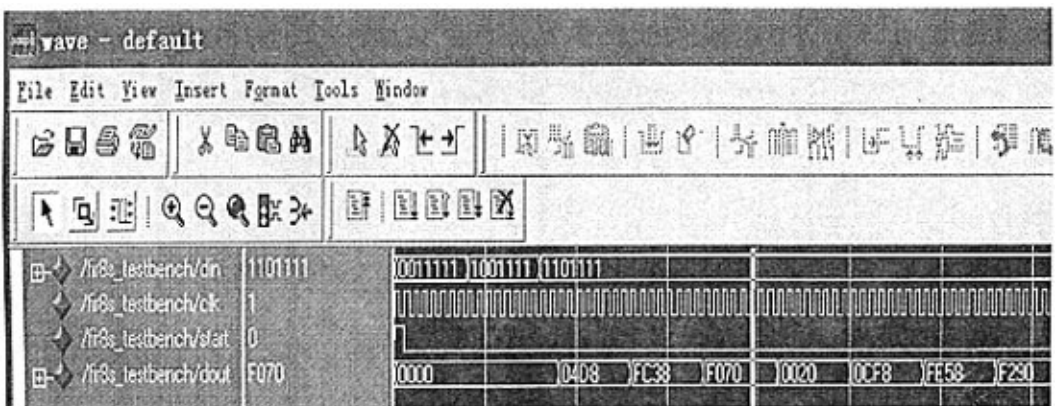 wave - default
File Edit View Insert Format Tools Window
/fir8s_testbench/din 1101111 0011111 1001111 1101111
/fir8s_testbench/clk 1
/fir8s_testbench/start 0
/fir8s_testbench/dout F070 0000 04D8 FC38 F070 0020 0CF8 FE58 F290